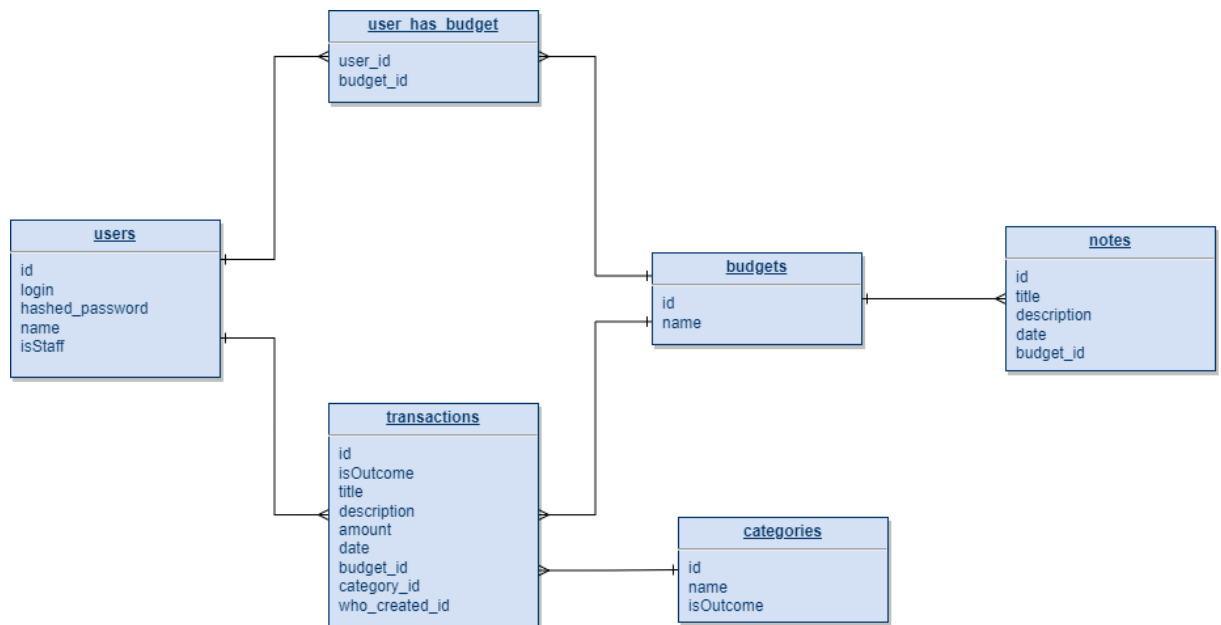 user_has_budget
user_id
budget_id
users
id
login
hashed_password
name
isStaff
budgets
id
name
notes
id
title
description
date
budget_id
transactions
id
isOutcome
title
description
amount
date
budget_id
category_id
who_created_id
categories
id
name
isOutcome